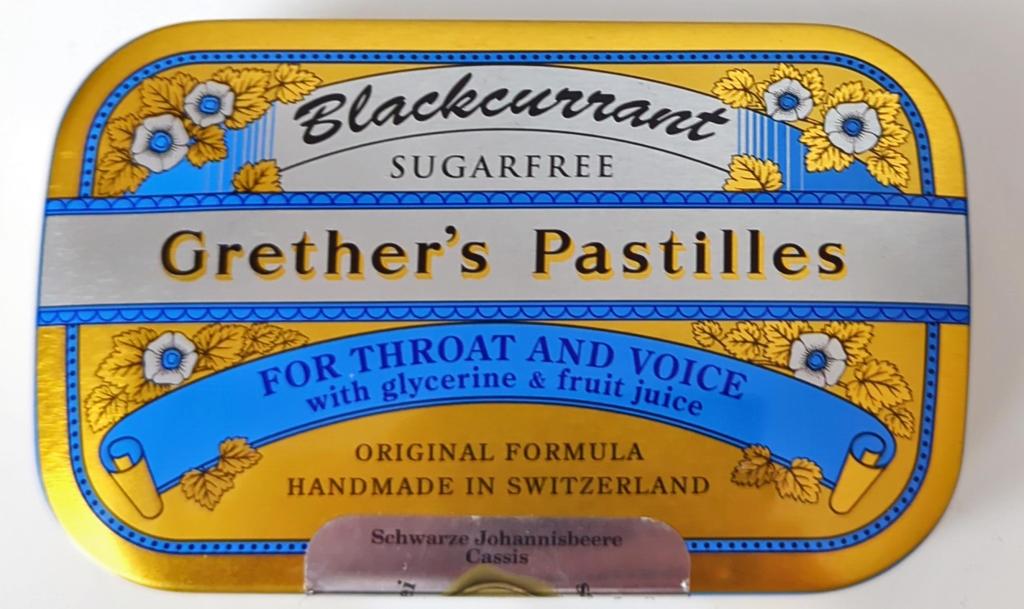 Blackcurrant
SUGARFREE
Grether's Pastilles
FOR THROAT AND VOICE
with glycerine & fruit juice
ORIGINAL FORMULA
HANDMADE IN SWITZERLAND
Schwarze Johannisbeere
Cassis